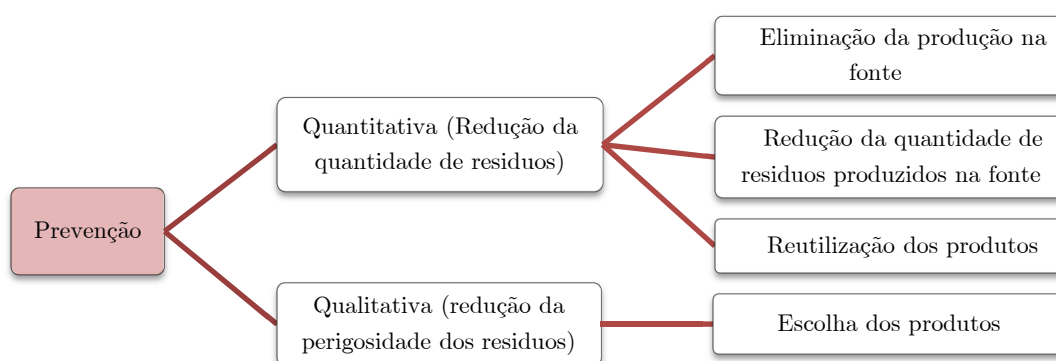 Prevenção
Quantitativa (Redução da
quantidade de residuos)
Eliminação da produção na
fonte
Redução da quantidade de
residuos produzidos na fonte
Reutilização dos produtos
Qualitativa (redução da
perigosidade dos residuos)
Escolha dos produtos